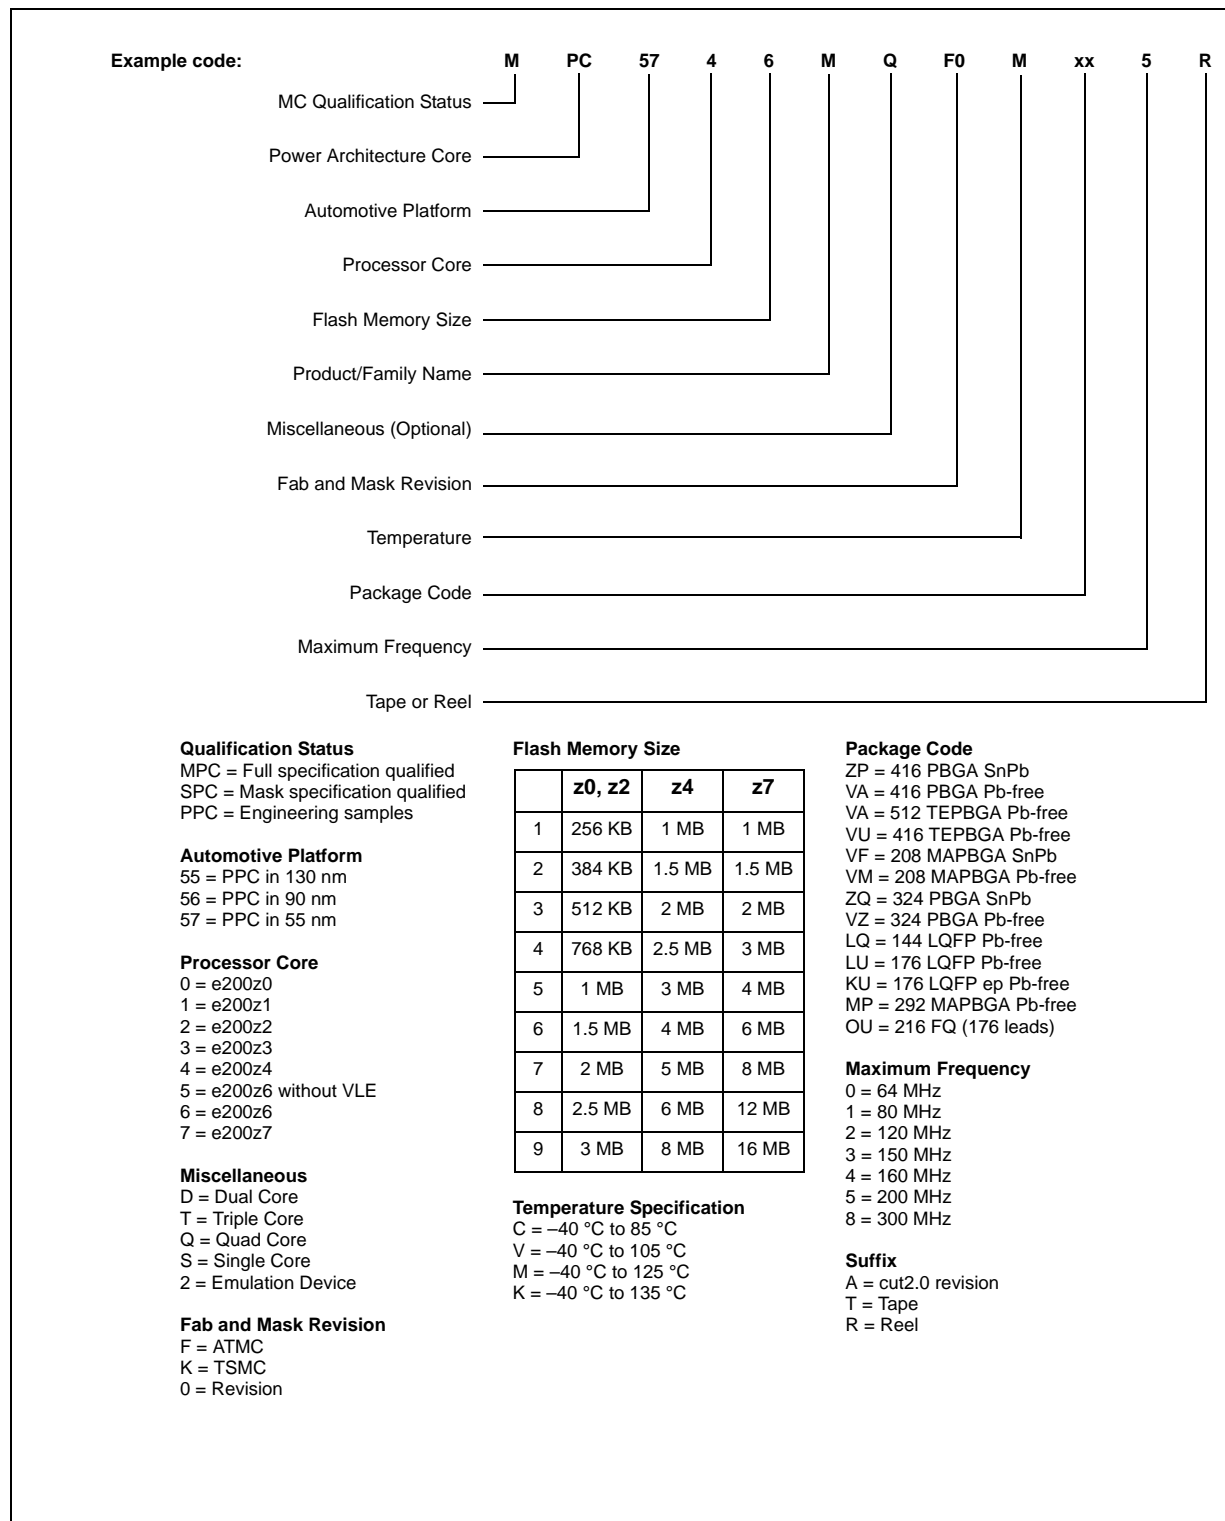 Example code: M PC 57 4 6 M Q F0 M xx 5 R
MC Qualification Status
Power Architecture Core
Automotive Platform
Processor Core
Flash Memory Size
Product/Family Name
Miscellaneous (Optional)
Fab and Mask Revision
Temperature
Package Code
Maximum Frequency
Tape or Reel
Qualification Status
MPC = Full specification qualified
SPC = Mask specification qualified
PPC = Engineering samples
Automotive Platform
55 = PPC in 130 nm
56 = PPC in 90 nm
57 = PPC in 55 nm
Processor Core
0 = e200z0
1 = e200z1
2 = e200z2
3 = e200z3
4 = e200z4
5 = e200z6 without VLE
6 = e200z6
7 = e200z7
Miscellaneous
D = Dual Core
T = Triple Core
Q = Quad Core
S = Single Core
2 = Emulation Device
Fab and Mask Revision
F = ATMC
K = TSMC
0 = Revision
Flash Memory Size
z0, z2 z4 z7
1 256 KB 1 MB 1 MB
2 384 KB 1.5 MB 1.5 MB
3 512 KB 2 MB 2 MB
4 768 KB 2.5 MB 3 MB
5 1 MB 3 MB 4 MB
6 1.5 MB 4 MB 6 MB
7 2 MB 5 MB 8 MB
8 2.5 MB 6 MB 12 MB
9 3 MB 8 MB 16 MB
Temperature Specification
C = –40 °C to 85 °C
V = –40 °C to 105 °C
M = –40 °C to 125 °C
K = –40 °C to 135 °C
Package Code
ZP = 416 PBGA SnPb
VA = 416 PBGA Pb-free
VA = 512 TEPBGA Pb-free
VU = 416 TEPBGA Pb-free
VF = 208 MAPBGA SnPb
VM = 208 MAPBGA Pb-free
ZQ = 324 PBGA SnPb
VZ = 324 PBGA Pb-free
LQ = 144 LQFP Pb-free
LU = 176 LQFP Pb-free
KU = 176 LQFP ep Pb-free
MP = 292 MAPBGA Pb-free
OU = 216 FQ (176 leads)
Maximum Frequency
0 = 64 MHz
1 = 80 MHz
2 = 120 MHz
3 = 150 MHz
4 = 160 MHz
5 = 200 MHz
8 = 300 MHz
Suffix
A = cut2.0 revision
T = Tape
R = Reel